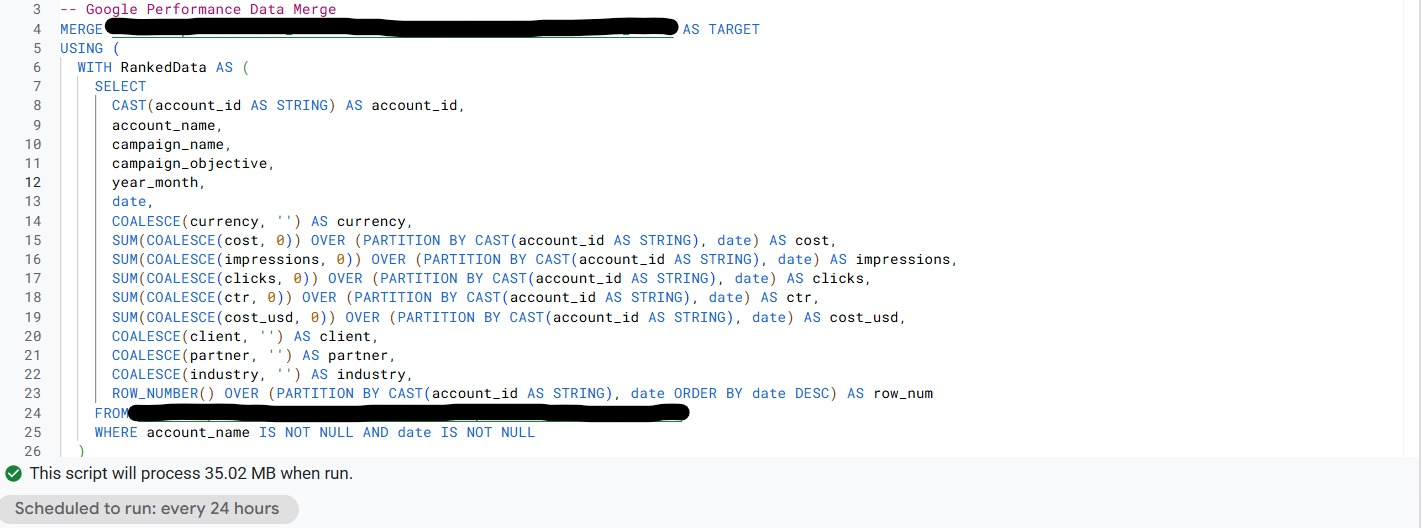 3 -- Google Performance Data Merge
4 MERGE AS TARGET
5 USING (
6 WITH RankedData AS (
7 SELECT
8 CAST(account_id AS STRING) AS account_id,
9 account_name,
10 campaign_name,
11 campaign_objective,
12 year_month,
13 date,
14 COALESCE(currency, '') AS currency,
15 SUM(COALESCE(cost, 0)) OVER (PARTITION BY CAST(account_id AS STRING), date) AS cost,
16 SUM(COALESCE(impressions, 0)) OVER (PARTITION BY CAST(account_id AS STRING), date) AS impressions,
17 SUM(COALESCE(clicks, 0)) OVER (PARTITION BY CAST(account_id AS STRING), date) AS clicks,
18 SUM(COALESCE(ctr, 0)) OVER (PARTITION BY CAST(account_id AS STRING), date) AS ctr,
19 SUM(COALESCE(cost_usd, 0)) OVER (PARTITION BY CAST(account_id AS STRING), date) AS cost_usd,
20 COALESCE(client, '') AS client,
21 COALESCE(partner, '') AS partner,
22 COALESCE(industry, '') AS industry,
23 ROW_NUMBER() OVER (PARTITION BY CAST(account_id AS STRING), date ORDER BY date DESC) AS row_num
24 FROM
25 WHERE account_name IS NOT NULL AND date IS NOT NULL
26 )
This script will process 35.02 MB when run.
Scheduled to run: every 24 hours